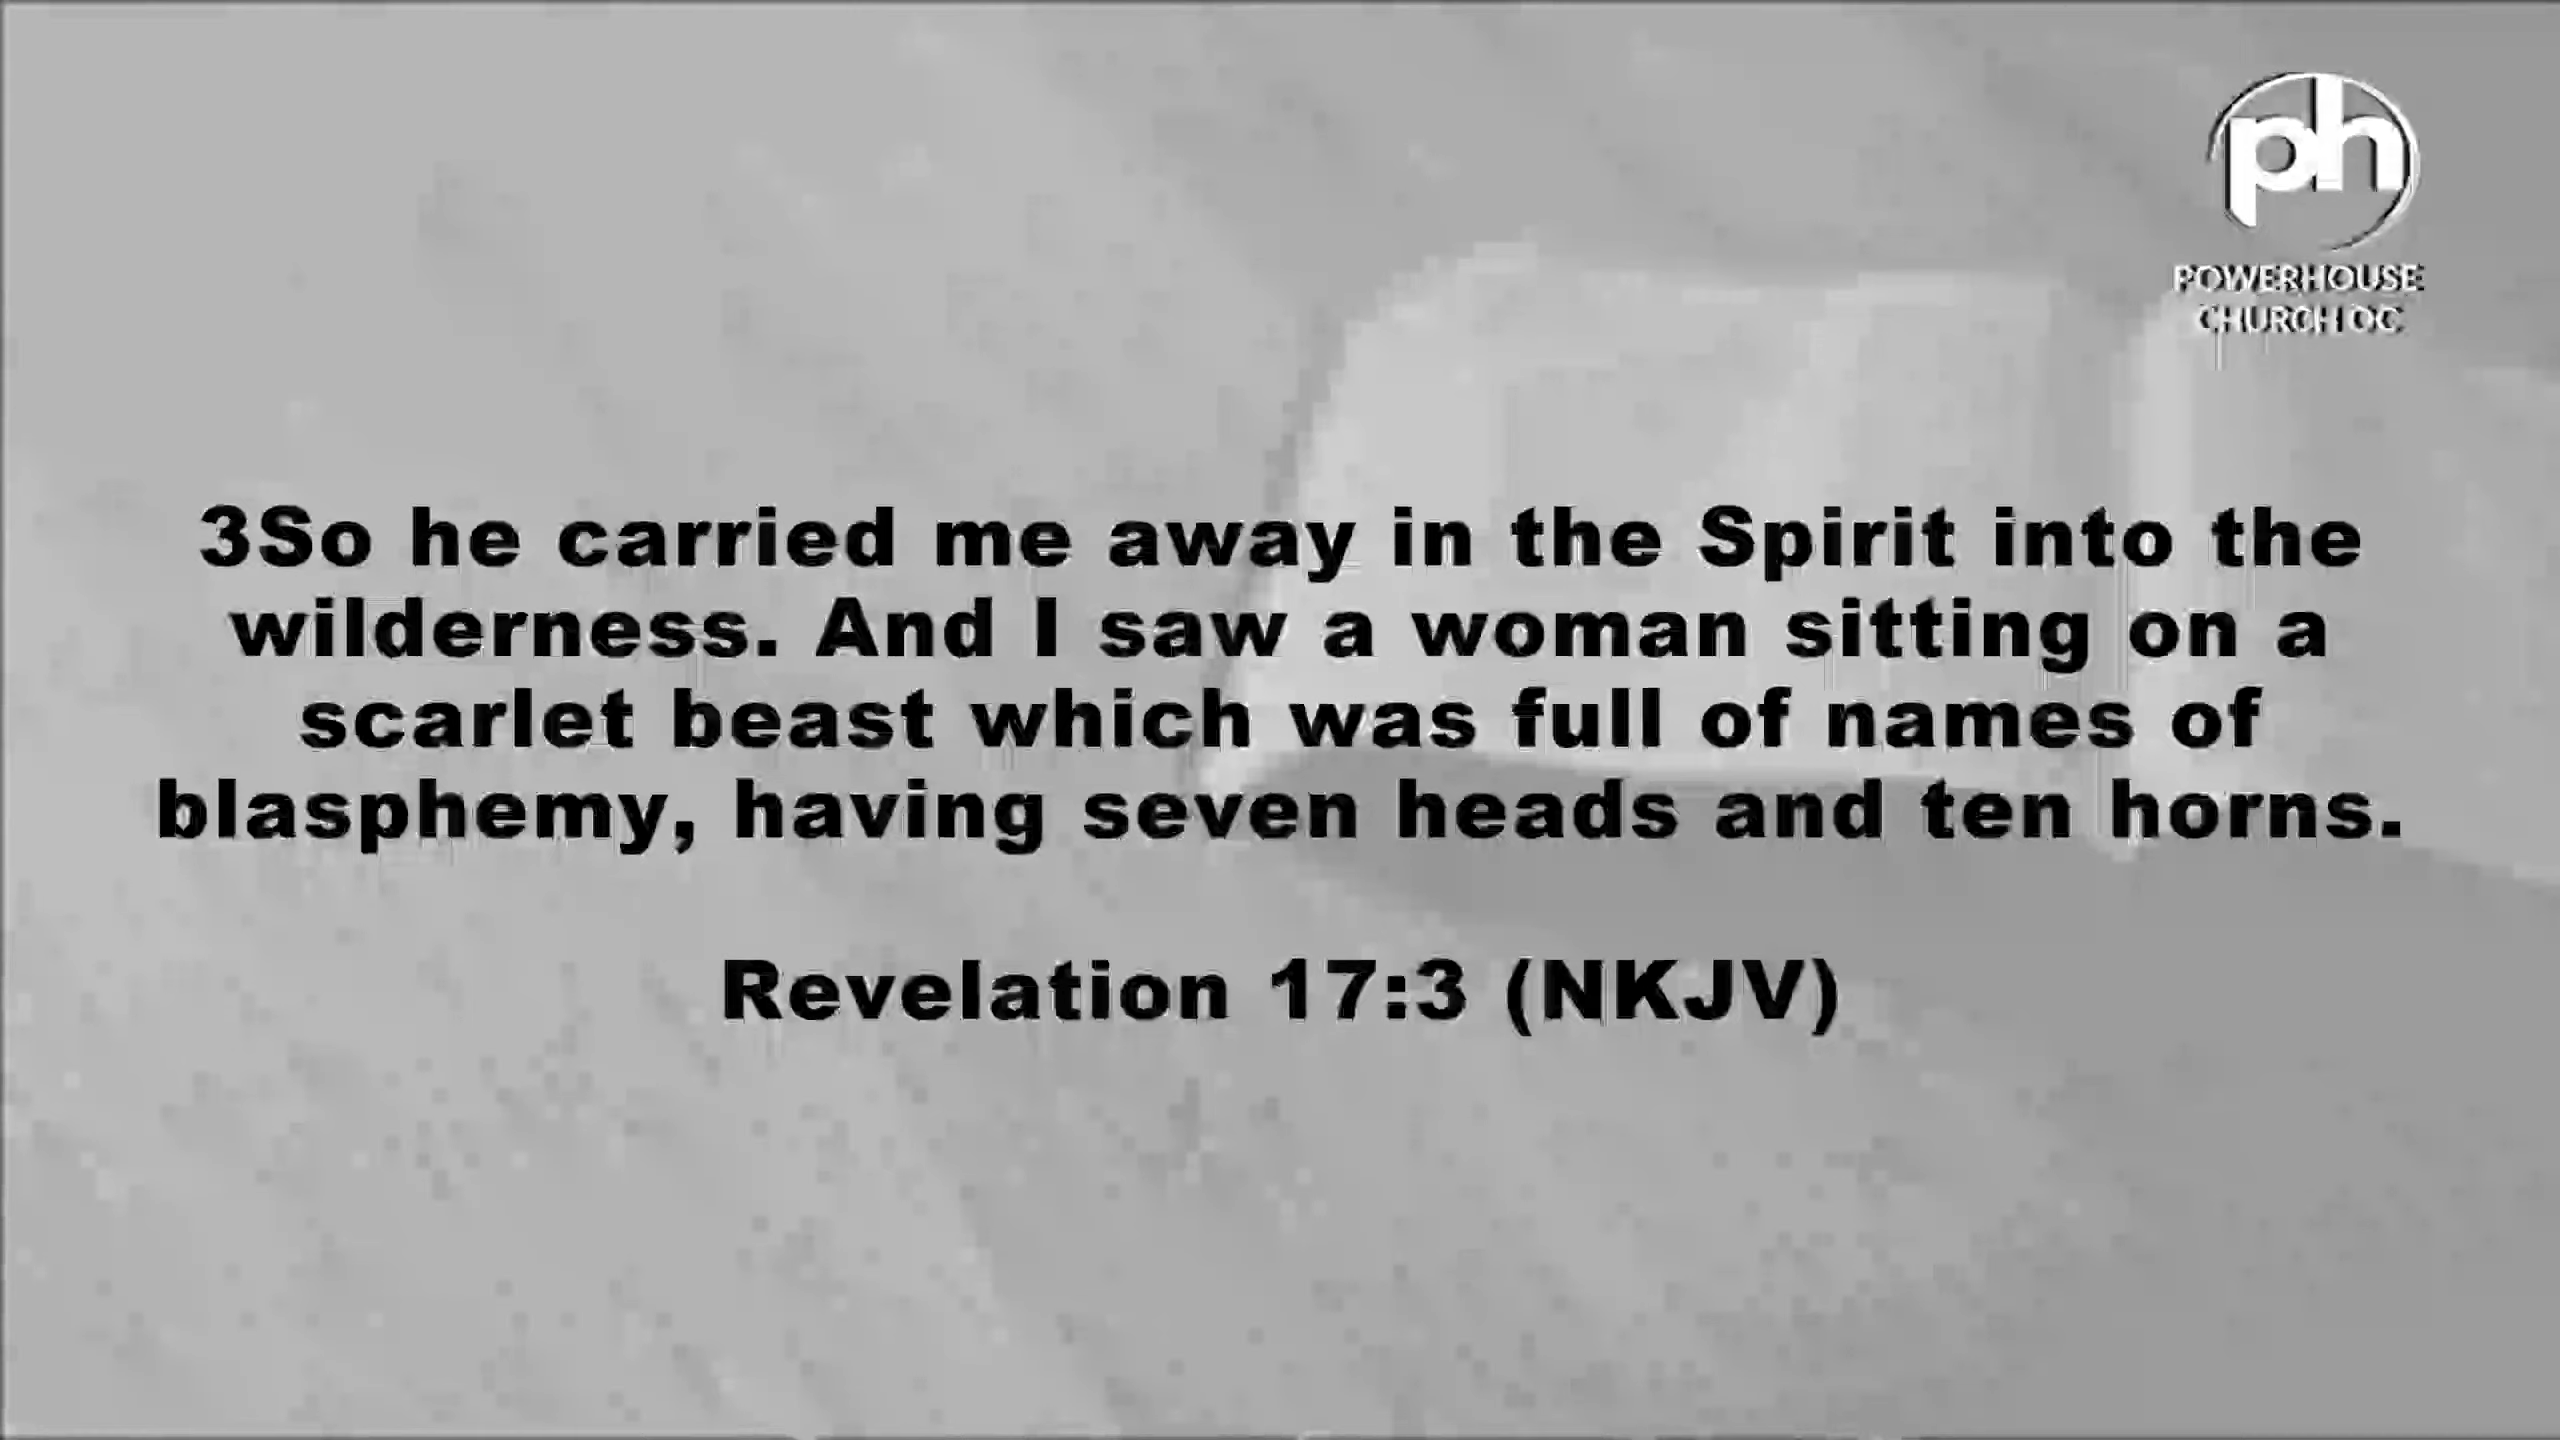 ph
POWERHOUSE
CHURCH OC
3So he carried me away in the Spirit into the
wilderness. And I saw a woman sitting on a
scarlet beast which was full of names of
blasphemy, having seven heads and ten horns.
Revelation 17:3 (NKJV)